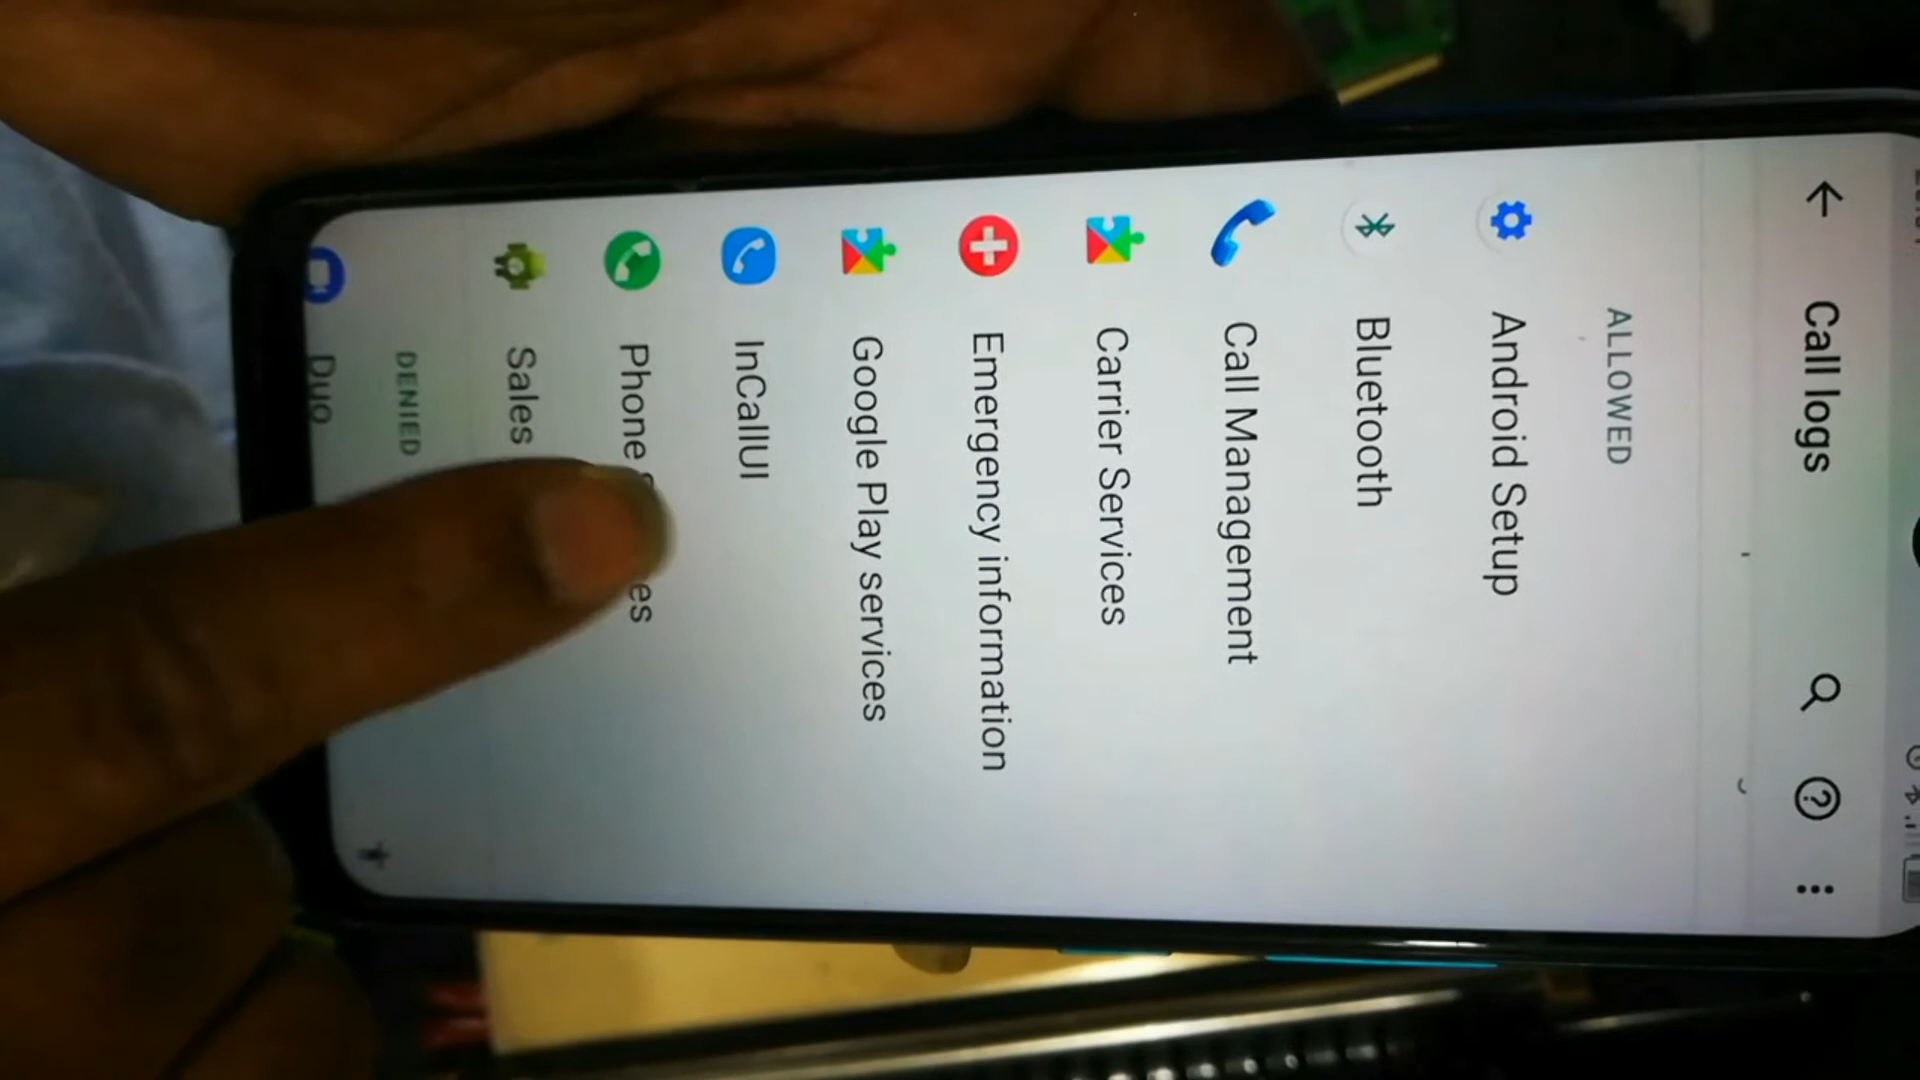 Call logs
ALLOWED
Android Setup
Bluetooth
Call Management
Carrier Services
Emergency information
Google Play services
InCallUI
Phone
Sales
DENIED
Duo